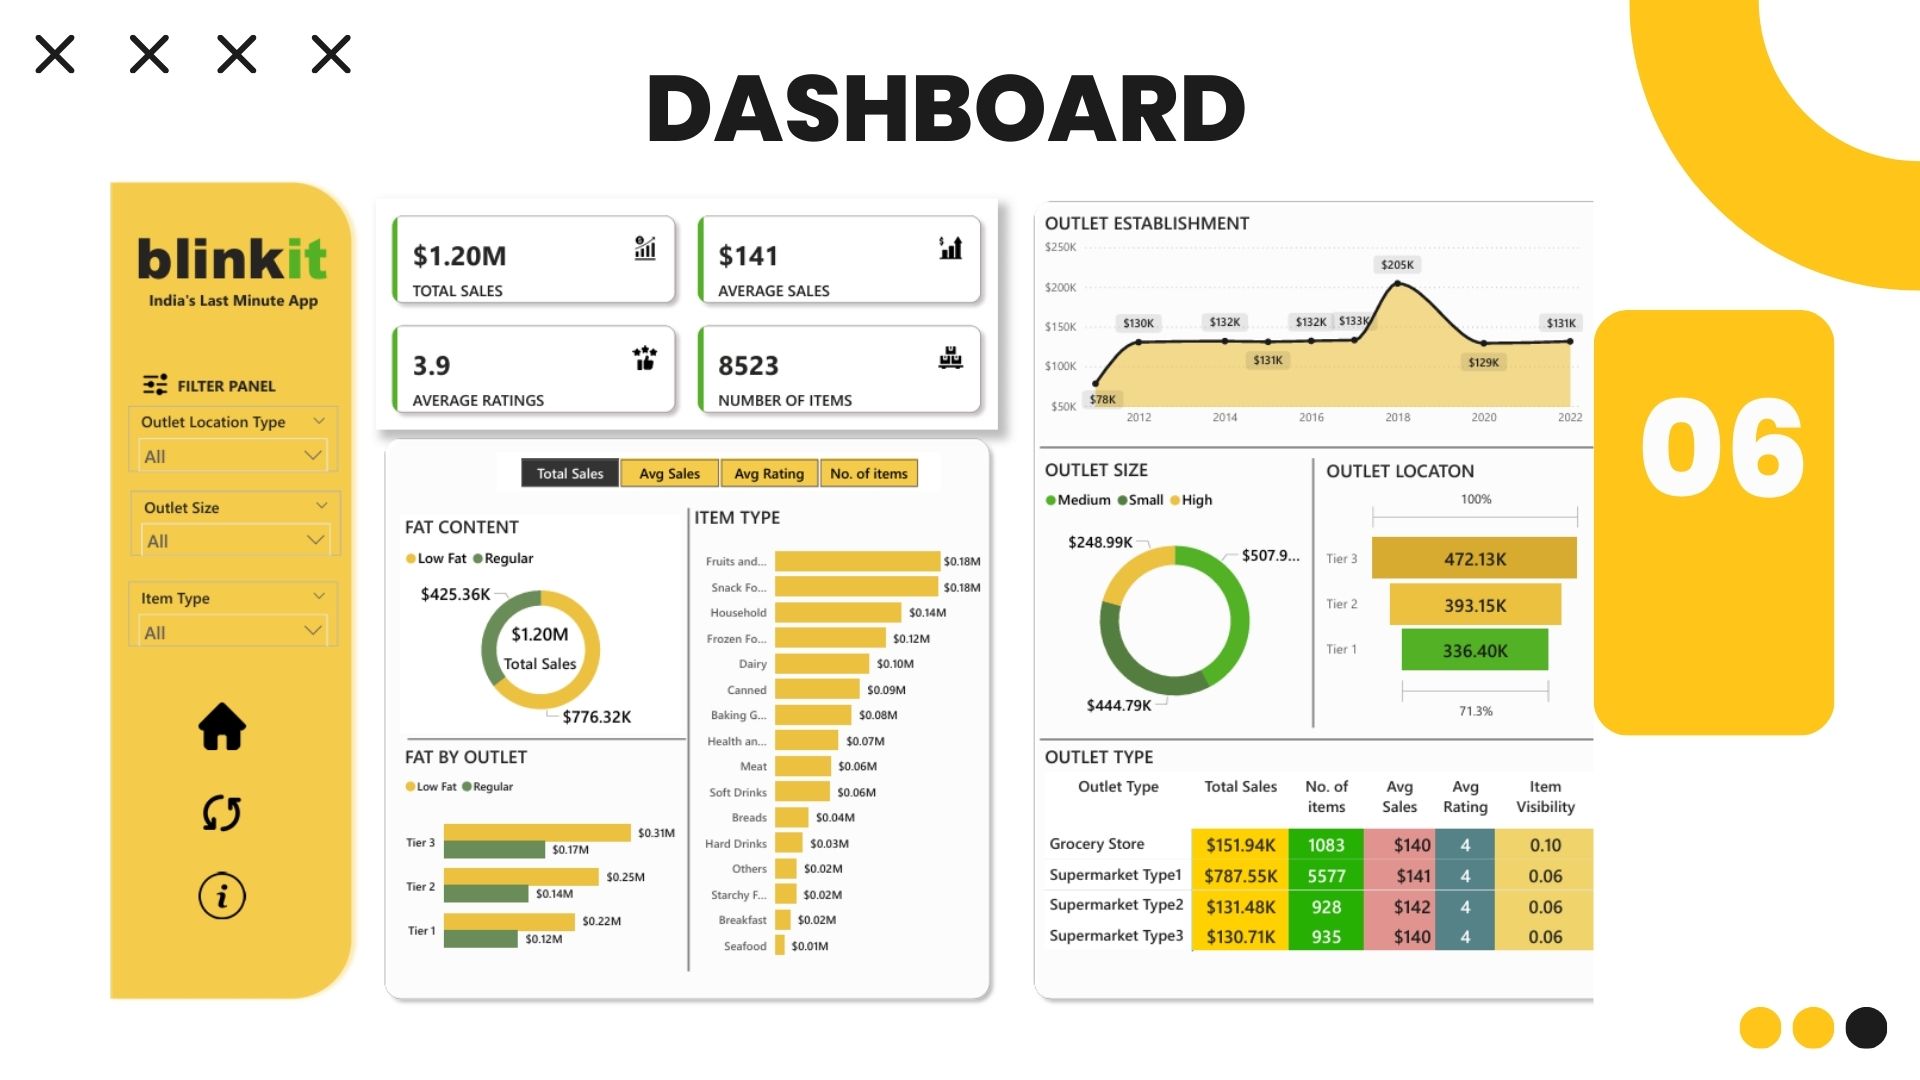 DASHBOARD
blinkit
India's Last Minute App
FILTER PANEL
Outlet Location Type
All
Outlet Size
All
Item Type
All
$1.20M
TOTAL SALES
$141
AVERAGE SALES
3.9
AVERAGE RATINGS
8523
NUMBER OF ITEMS
Total Sales Avg Sales Avg Rating No. of items
FAT CONTENT
Low Fat Regular
$425.36K
$1.20M
Total Sales
$776.32K
FAT BY OUTLET
Low Fat Regular
Tier 3 $0.31M
$0.17M
Tier 2 $0.25M
$0.14M
Tier 1 $0.22M
$0.12M
ITEM TYPE
Fruits and... $0.18M
Snack Fo... $0.18M
Household $0.14M
Frozen Fo... $0.12M
Dairy $0.10M
Canned $0.09M
Baking G... $0.08M
Health an... $0.07M
Meat $0.06M
Soft Drinks $0.06M
Breads $0.04M
Hard Drinks $0.03M
Others $0.02M
Starchy F... $0.02M
Breakfast $0.02M
Seafood $0.01M
OUTLET ESTABLISHMENT
$250K
$200K
$150K
$100K
$50K
$78K $130K $132K $131K $132K $133K $205K $129K $131K
2012 2014 2016 2018 2020 2022
OUTLET SIZE
Medium Small High
$248.99K
$507.9...
$444.79K
OUTLET LOCATON
100%
Tier 3 472.13K
Tier 2 393.15K
Tier 1 336.40K
71.3%
OUTLET TYPE
Outlet Type Total Sales No. of items Avg Sales Avg Rating Item Visibility
Grocery Store $151.94K 1083 $140 4 0.10
Supermarket Type1 $787.55K 5577 $141 4 0.06
Supermarket Type2 $131.48K 928 $142 4 0.06
Supermarket Type3 $130.71K 935 $140 4 0.06
06